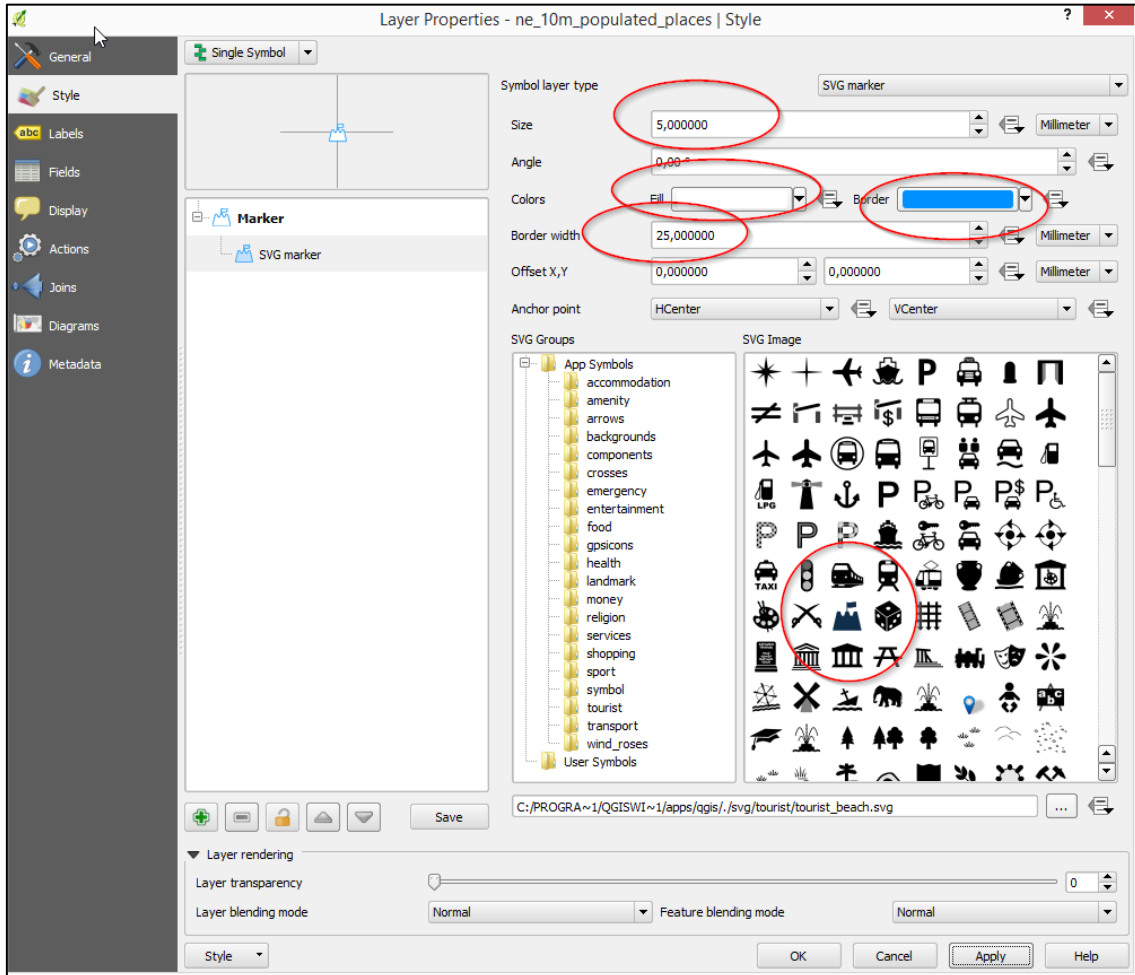 Layer Properties - ne_10m_populated_places | Style
?
×
General
Style
abc Labels
Fields
Display
Actions
Joins
Diagrams
Metadata
Single Symbol
Marker
SVG marker
Save
Symbol layer type SVG marker
Size 5,000000 Millimeter
Angle 0,00 °
Colors Fill Border
Border width 25,000000 Millimeter
Offset X,Y 0,000000 0,000000 Millimeter
Anchor point HCenter VCenter
SVG Groups
App Symbols
accommodation
amenity
arrows
backgrounds
components
crosses
emergency
entertainment
food
gpsicons
health
landmark
money
religion
services
shopping
sport
symbol
tourist
transport
wind_roses
User Symbols
SVG Image
P
$
LPG P P P P$ P
P P P
TAXI
a b c
C:/PROGRA~1/QGISWI~1/apps/qgis/./svg/tourist/tourist_beach.svg ...
Layer rendering
Layer transparency 0
Layer blending mode Normal Feature blending mode Normal
Style OK Cancel Apply Help